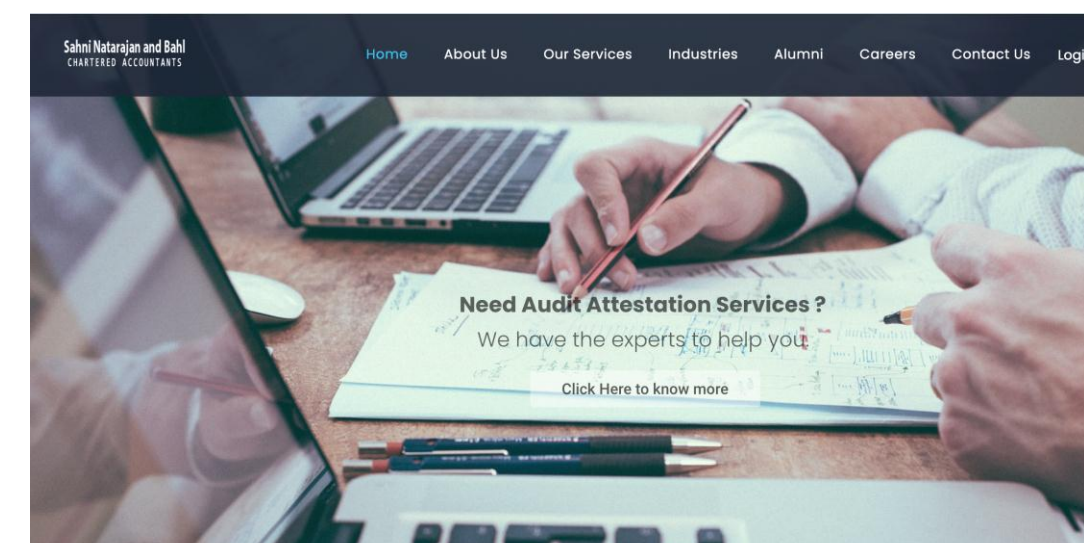 Sahni Natarajan and Bahl
CHARTERED ACCOUNTANTS
Home About Us Our Services Industries Alumni Careers Contact Us Logi
Need Audit Attestation Services ?
We have the experts to help you.
Click Here to know more